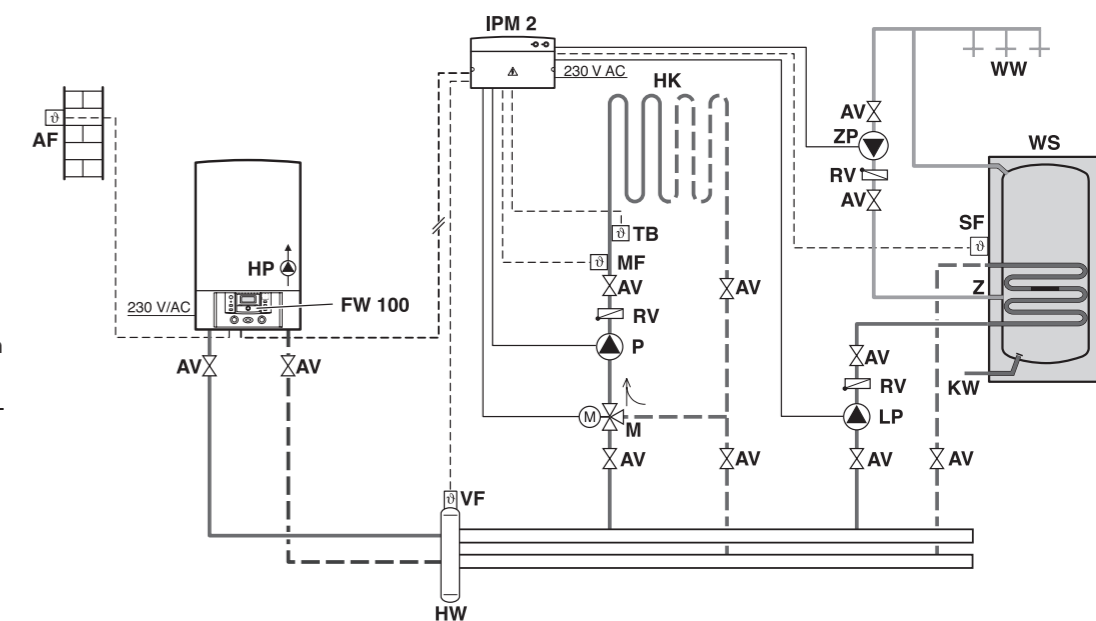 IPM 2
230 V AC
HK
WW
AF
ϑ
AV
ZP
WS
RV
AV
SF
ϑ
ϑ TB
HP
ϑ MF
AV
AV
Z
230 V/AC
FW 100
RV
P
AV
AV
AV
RV
KW
M
M
LP
AV
AV
AV
AV
ϑ VF
HW